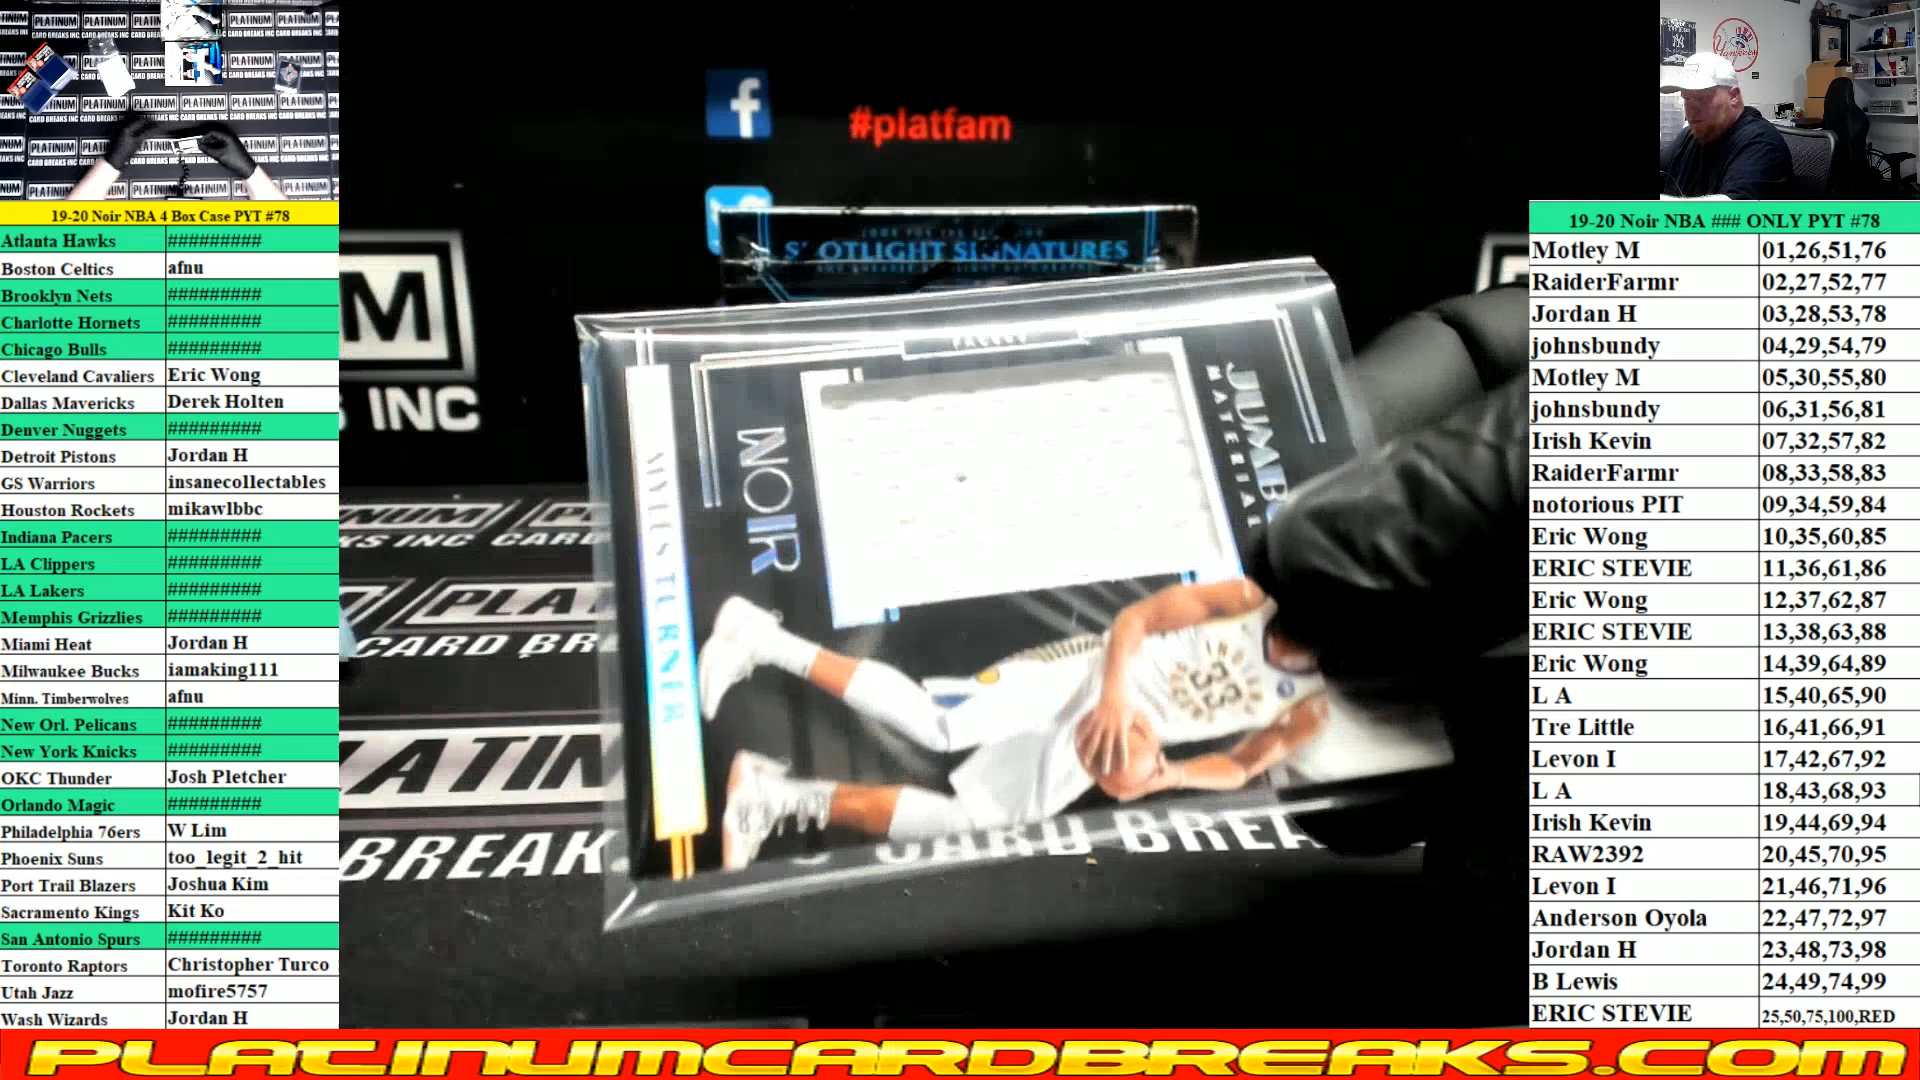 19-20 Noir NBA 4 Box Case PYT #78
Atlanta Hawks #########
Boston Celtics afnu
Brooklyn Nets #########
Charlotte Hornets #########
Chicago Bulls #########
Cleveland Cavaliers Eric Wong
Dallas Mavericks Derek Holten
Denver Nuggets #########
Detroit Pistons Jordan H
GS Warriors insanecollectables
Houston Rockets mikawlbbc
Indiana Pacers #########
LA Clippers #########
LA Lakers #########
Memphis Grizzlies #########
Miami Heat Jordan H
Milwaukee Bucks iamaking111
Minn. Timberwolves afnu
New Orl. Pelicans #########
New York Knicks #########
OKC Thunder Josh Pletcher
Orlando Magic #########
Philadelphia 76ers W Lim
Phoenix Suns too_legit_2_hit
Port Trail Blazers Joshua Kim
Sacramento Kings Kit Ko
San Antonio Spurs #########
Toronto Raptors Christopher Turco
Utah Jazz mofire5757
Wash Wizards Jordan H
#platfam
SPOTLIGHT SIGNATURES
M
INC
JUMBO
MATERIAL
NOIR
MYLES TURNER
INDIANA
33
PLATIN
CARD BREA
BREAK
19-20 Noir NBA ### ONLY PYT #78
Motley M 01,26,51,76
RaiderFarmr 02,27,52,77
Jordan H 03,28,53,78
johnsbundy 04,29,54,79
Motley M 05,30,55,80
johnsbundy 06,31,56,81
Irish Kevin 07,32,57,82
RaiderFarmr 08,33,58,83
notorious PIT 09,34,59,84
Eric Wong 10,35,60,85
ERIC STEVIE 11,36,61,86
Eric Wong 12,37,62,87
ERIC STEVIE 13,38,63,88
Eric Wong 14,39,64,89
L A 15,40,65,90
Tre Little 16,41,66,91
Levon I 17,42,67,92
L A 18,43,68,93
Irish Kevin 19,44,69,94
RAW2392 20,45,70,95
Levon I 21,46,71,96
Anderson Oyola 22,47,72,97
Jordan H 23,48,73,98
B Lewis 24,49,74,99
ERIC STEVIE 25,50,75,100,RED
PLATINUMCARDBREAKS.COM